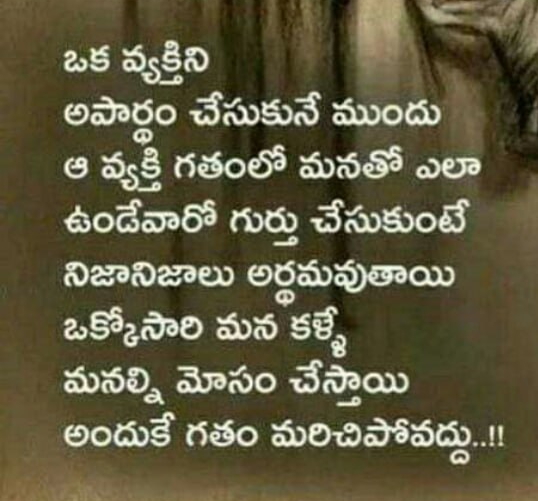 ఒక వ్యక్తిని
అపార్థం చేసుకునే ముందు
ఆ వ్యక్తి గతంలో మనతో ఎలా
ఉండేవారో గుర్తు చేసుకుంటే
నిజానిజాలు అర్థమవుతాయి
ఒక్కోసారి మన కళ్ళే
మనల్ని మోసం చేస్తాయి
అందుకే గతం మరిచిపోవద్దు..!!